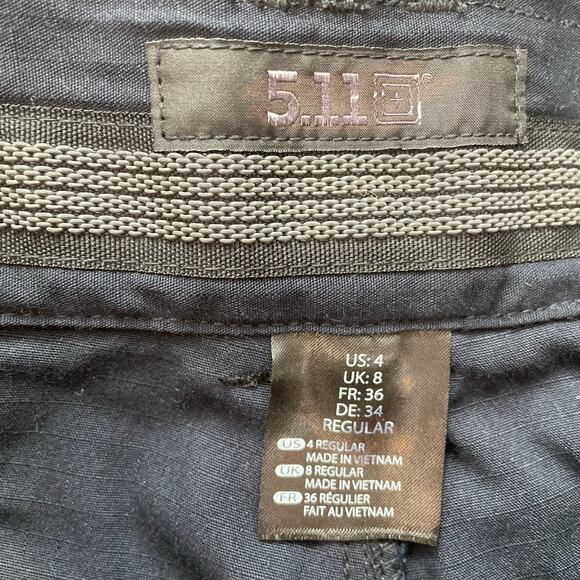 5.11
US: 4
UK: 8
FR: 36
DE: 34
REGULAR
US 4 REGULAR
MADE IN VIETNAM
UK 8 REGULAR
MADE IN VIETNAM
FR 36 RÉGULIER
FAIT AU VIETNAM